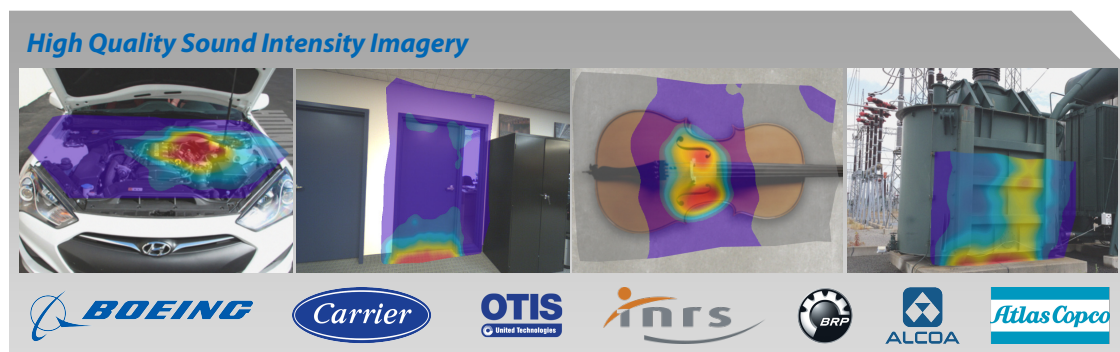 High Quality Sound Intensity Imagery
BOEING
Carrier
OTIS
United Technologies
inrs
BRP
ALCOA
Atlas Copco